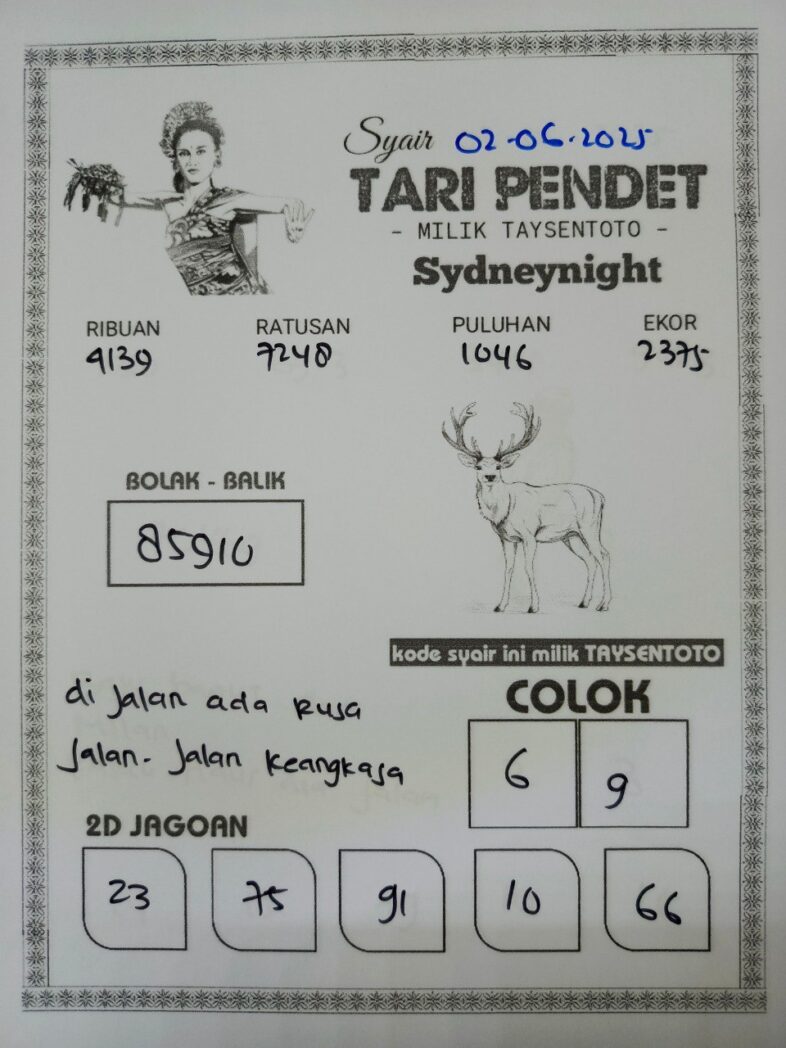 Syair 02-06-2025
TARI PENDET
- MILIK TAYSENTOTO -
Sydneynight
RIBUAN RATUSAN PULUHAN EKOR
9139 7248 1046 2375
BOLAK - BALIK
85910
kode syair ini milik TAYSENTOTO
di Jalan ada Rusa
Jalan-Jalan keangkasa
COLOK
6 9
2D JAGOAN
23 75 91 10 66